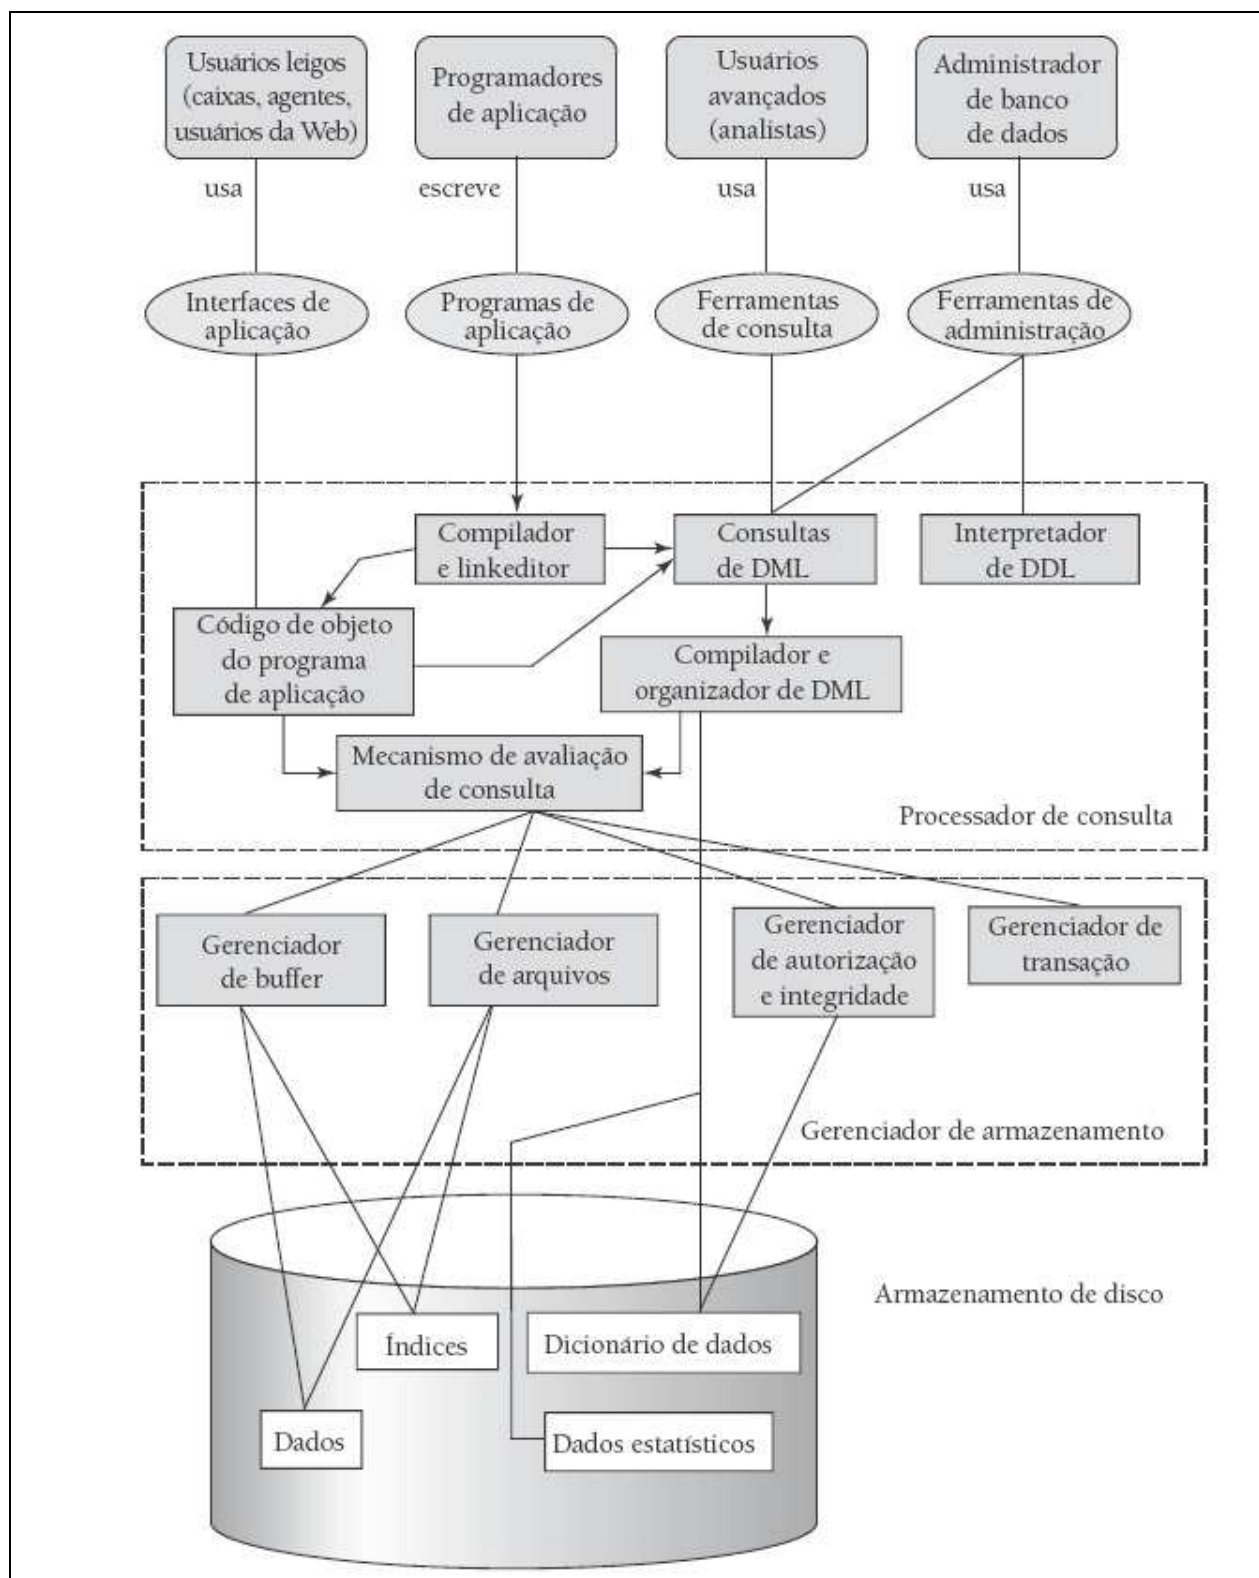 Usuários leigos
(caixas, agentes,
usuários da Web)
Programadores
de aplicação
Usuários
avançados
(analistas)
Administrador
de banco
de dados
usa
escreve
usa
usa
Interfaces de
aplicação
Programas de
aplicação
Ferramentas
de consulta
Ferramentas de
administração
Compilador
e linkeditor
Consultas
de DML
Interpretador
de DDL
Código de objeto
do programa
de aplicação
Compilador e
organizador de DML
Mecanismo de avaliação
de consulta
Processador de consulta
Gerenciador
de buffer
Gerenciador
de arquivos
Gerenciador
de autorização
e integridade
Gerenciador de
transação
Gerenciador de armazenamento
Armazenamento de disco
Índices
Dicionário de dados
Dados
Dados estatísticos